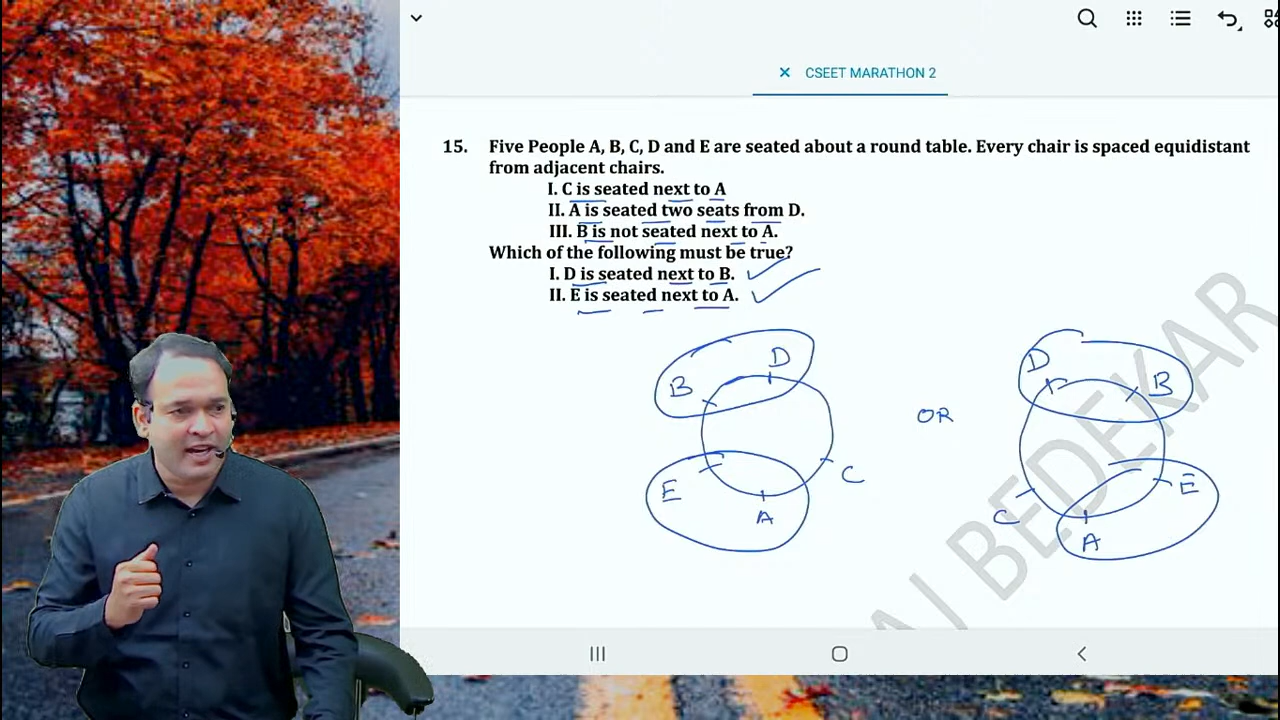 × CSEET MARATHON 2
15. Five People A, B, C, D and E are seated about a round table. Every chair is spaced equidistant
from adjacent chairs.
I. C is seated next to A
II. A is seated two seats from D.
III. B is not seated next to A.
Which of the following must be true?
I. D is seated next to B.
II. E is seated next to A.
D
B
E
A
C
OR
D
B
C
E
A
AJ BEDEKAR